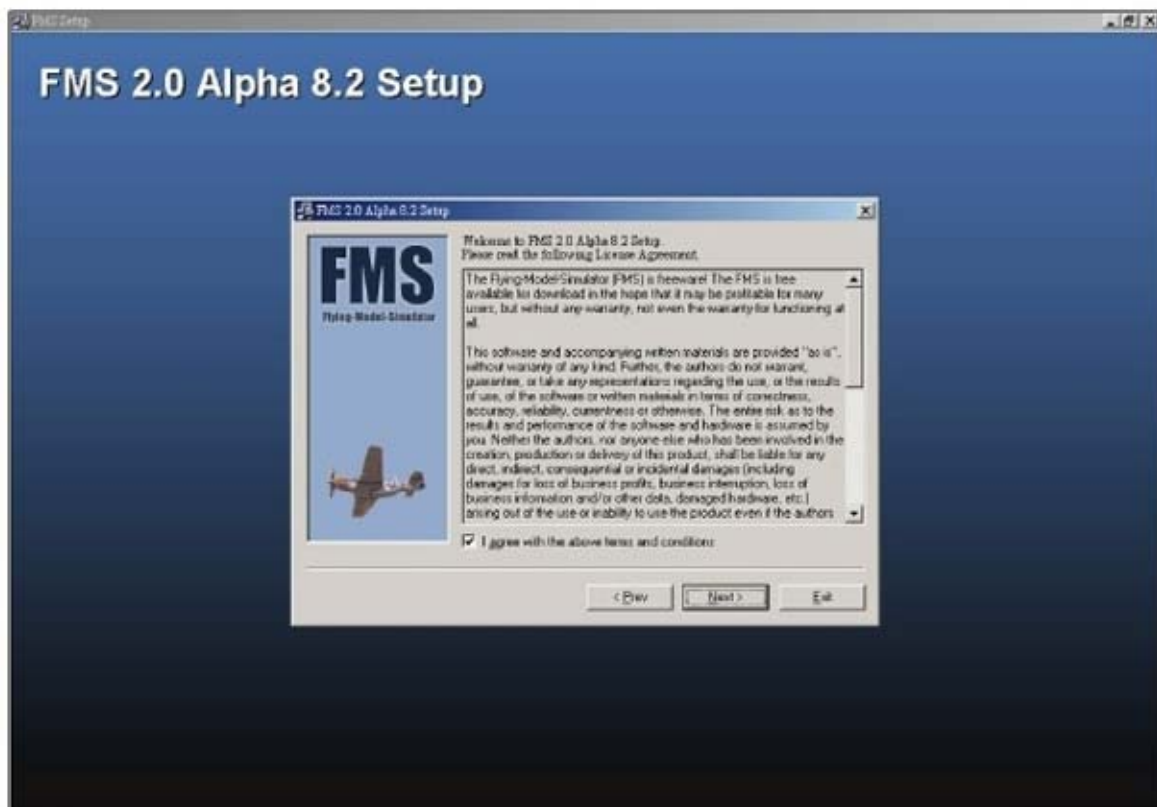 FMS Setup
FMS 2.0 Alpha 8.2 Setup
FMS 2.0 Alpha 8.2 Setup
FMS
Flying-Model-Simulator
Welcome to FMS 2.0 Alpha 8.2 Setup.
Please read the following License Agreement.
The Flying-Model-Simulator (FMS) is freeware! The FMS is free
available for download in the hope that it may be profitable for many
users, but without any warranty, not even the warranty for functioning at
all.
This software and accompanying written materials are provided "as is",
without warranty of any kind. Further, the authors do not warrant,
guarantee, or take any representations regarding the use, or the results
of use, of the software or written materials in terms of correctness,
accuracy, reliability, currentness or otherwise. The entire risk as to the
results and performance of the software and hardware is assumed by
you. Neither the authors, nor anyone else who has been involved in the
creation, production or delivery of this product, shall be liable for any
direct, indirect, consequential or incidental damages (including
damages for loss of business profits, business interruption, loss of
business information and/or other data, damaged hardware, etc.)
arising out of the use or inability to use the product even if the authors
I agree with the above terms and conditions
< Prev
Next >
Exit